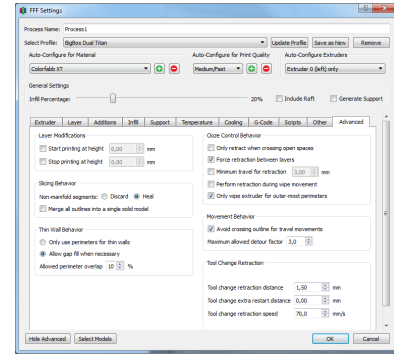 FFF Settings
Process Name: Process1
Select Profile: BigBox Dual Titan Update Profile Save as New Remove
Auto-Configure for Material Auto-Configure for Print Quality Auto-Configure Extruders
Colorfabb XT Medium/Fast Extruder 0 (left) only
General Settings
Infill Percentage: 20% Include Raft Generate Support
Extruder Layer Additions Infill Support Temperature Cooling G-Code Scripts Other Advanced
Layer Modifications
Start printing at height 0,00 mm
Stop printing at height 0,00 mm
Slicing Behavior
Non-manifold segments: Discard Heal
Merge all outlines into a single solid model
Thin Wall Behavior
Only use perimeters for thin walls
Allow gap fill when necessary
Allowed perimeter overlap 10 %
Ooze Control Behavior
Only retract when crossing open spaces
Force retraction between layers
Minimum travel for retraction 3,00 mm
Perform retraction during wipe movement
Only wipe extruder for outer-most perimeters
Movement Behavior
Avoid crossing outline for travel movements
Maximum allowed detour factor 3,0
Tool Change Retraction
Tool change retraction distance 1,50 mm
Tool change extra restart distance 0,00 mm
Tool change retraction speed 70,0 mm/s
Hide Advanced Select Models OK Cancel